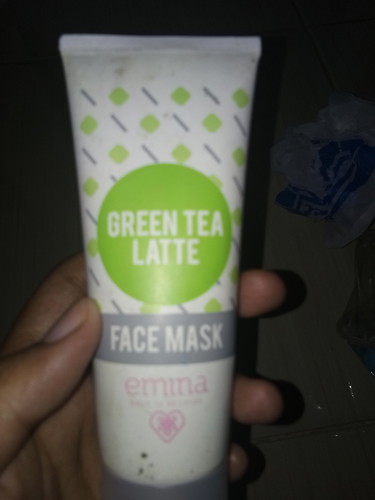 GREEN TEA
LATTE
FACE MASK
emina